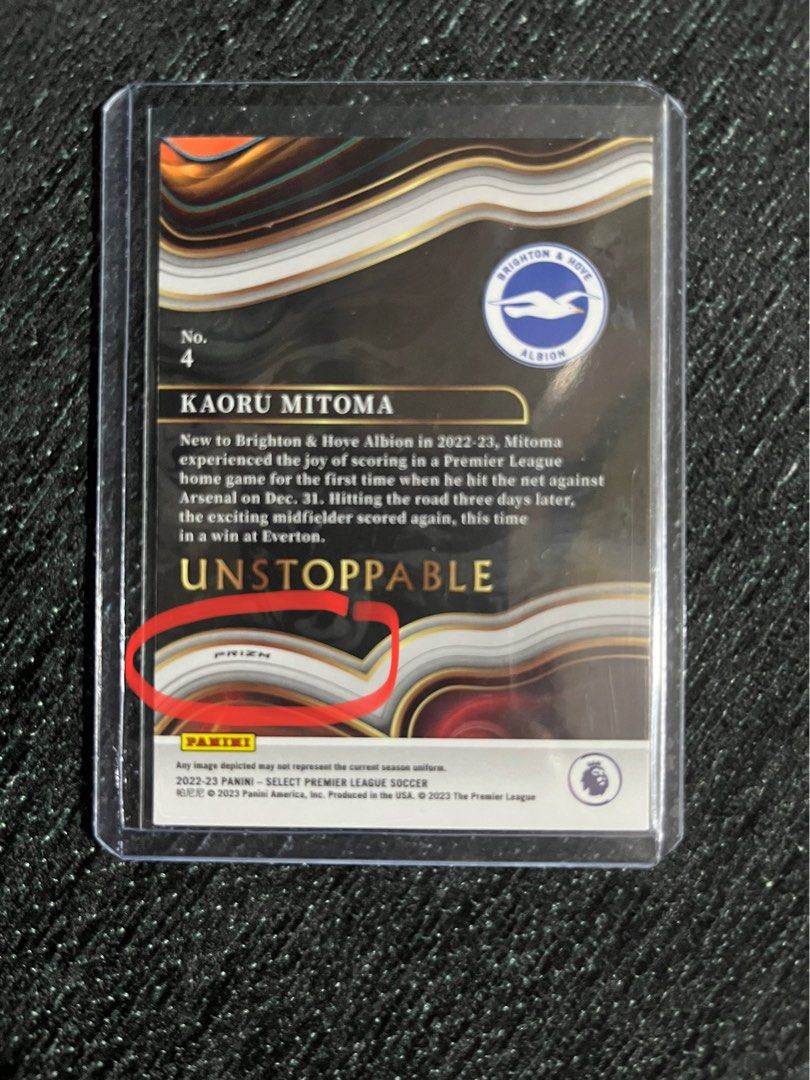 BRIGHTON & HOVE
ALBION
No.
4
KAORU MITOMA
New to Brighton & Hove Albion in 2022-23, Mitoma
experienced the joy of scoring in a Premier League
home game for the first time when he hit the net against
Arsenal on Dec. 31. Hitting the road three days later,
the exciting midfielder scored again, this time
in a win at Everton.
UNSTOPPABLE
PRIZM
PANINI
Any image depicted may not represent the current season uniform.
2022-23 PANINI – SELECT PREMIER LEAGUE SOCCER
帕尼尼 © 2023 Panini America, Inc. Produced in the USA. © 2023 The Premier League